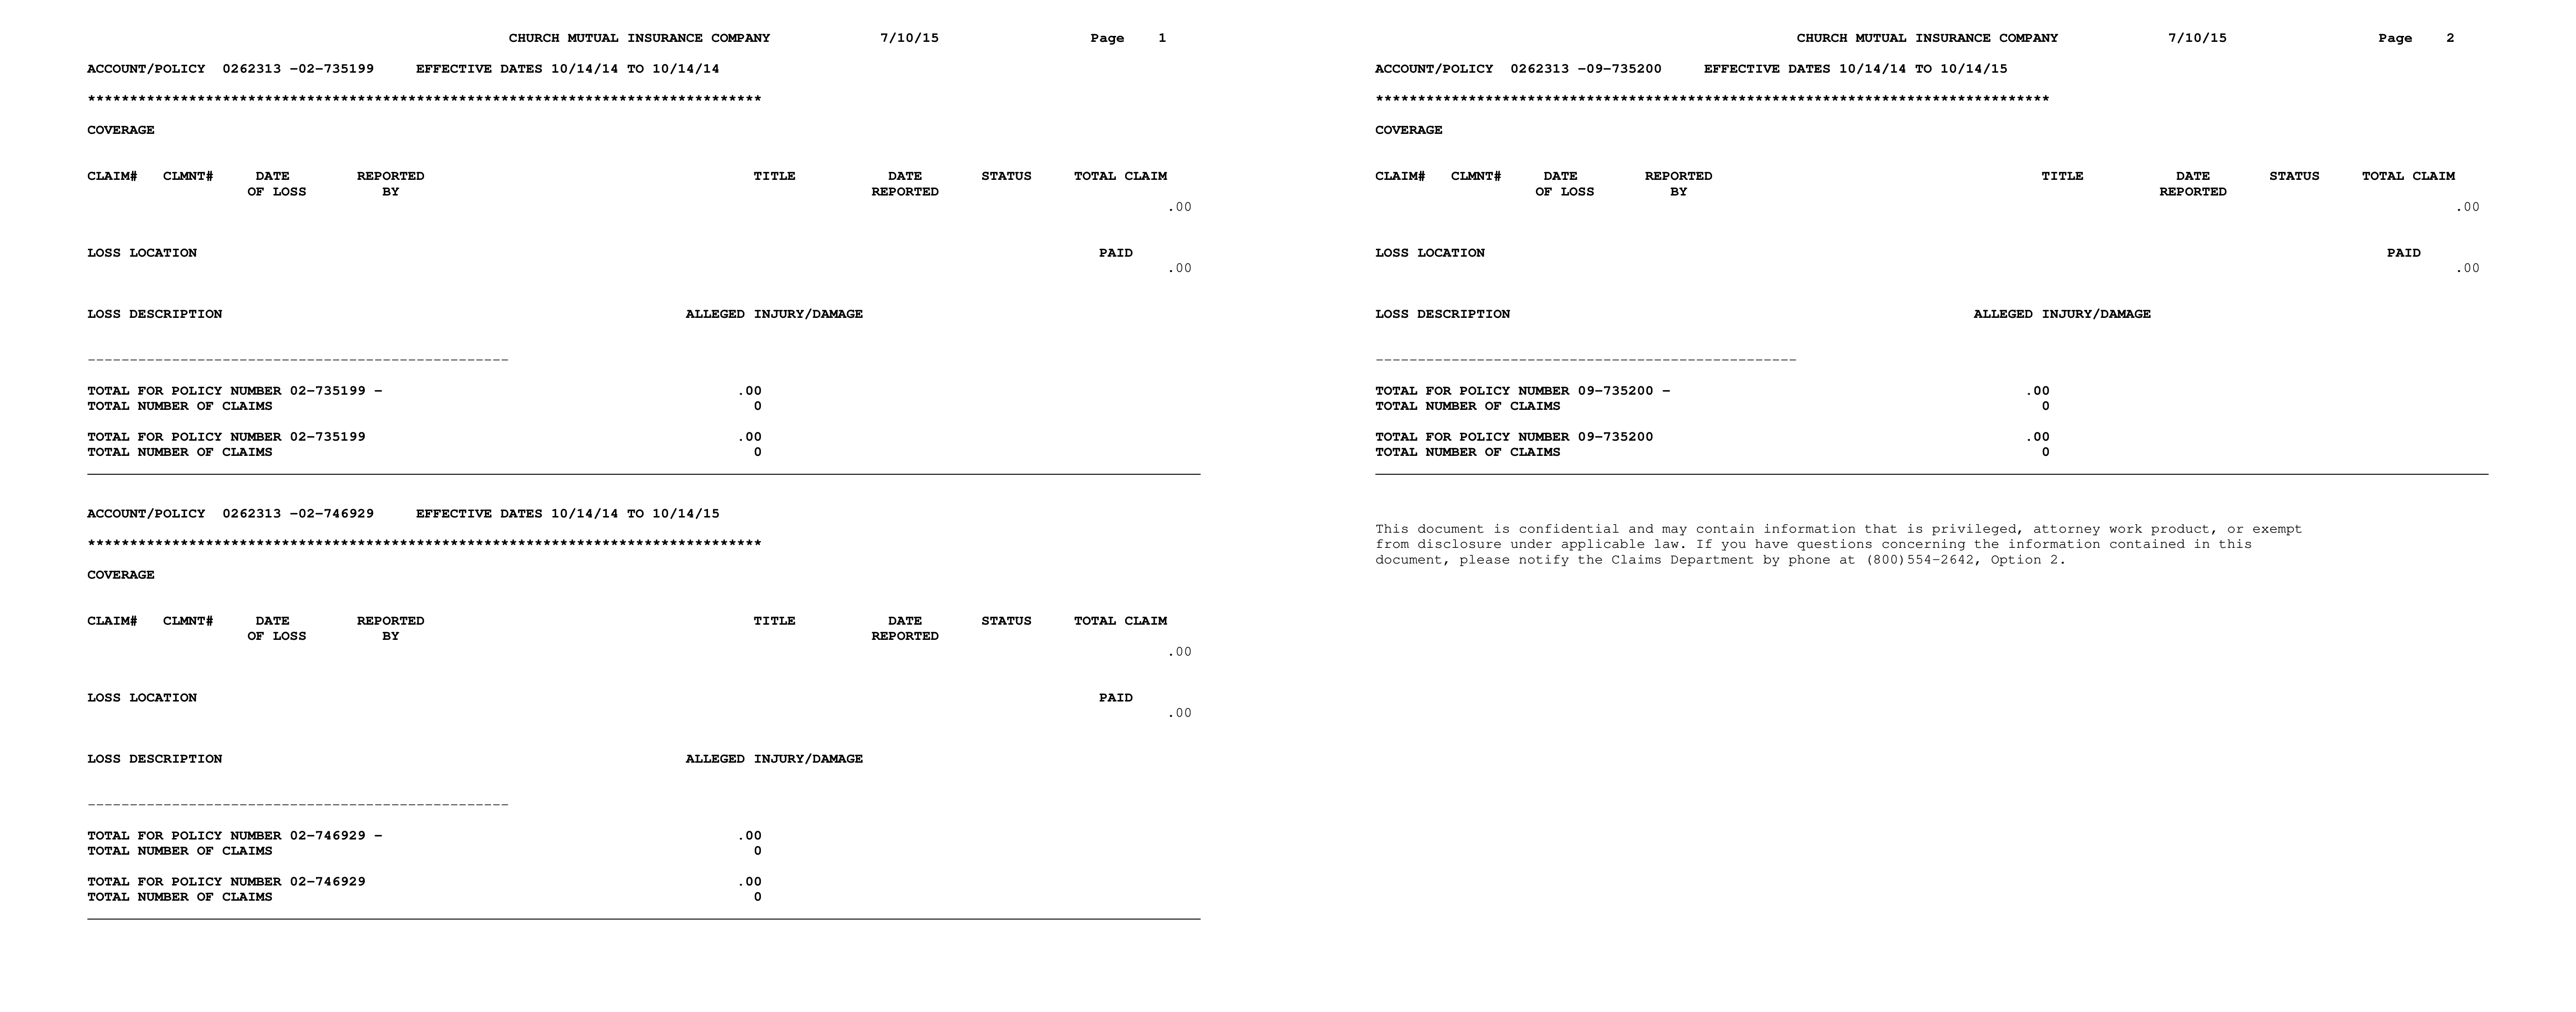 CHURCH MUTUAL INSURANCE COMPANY 7/10/15 Page 1
ACCOUNT/POLICY 0262313 -02-735199 EFFECTIVE DATES 10/14/14 TO 10/14/14
********************************************************************************
COVERAGE
CLAIM# CLMNT# DATE REPORTED TITLE DATE STATUS TOTAL CLAIM
OF LOSS BY REPORTED
.00
LOSS LOCATION PAID
.00
LOSS DESCRIPTION ALLEGED INJURY/DAMAGE
--------------------------------------------------
TOTAL FOR POLICY NUMBER 02-735199 - .00
TOTAL NUMBER OF CLAIMS 0
TOTAL FOR POLICY NUMBER 02-735199 .00
TOTAL NUMBER OF CLAIMS 0
ACCOUNT/POLICY 0262313 -02-746929 EFFECTIVE DATES 10/14/14 TO 10/14/15
********************************************************************************
COVERAGE
CLAIM# CLMNT# DATE REPORTED TITLE DATE STATUS TOTAL CLAIM
OF LOSS BY REPORTED
.00
LOSS LOCATION PAID
.00
LOSS DESCRIPTION ALLEGED INJURY/DAMAGE
--------------------------------------------------
TOTAL FOR POLICY NUMBER 02-746929 - .00
TOTAL NUMBER OF CLAIMS 0
TOTAL FOR POLICY NUMBER 02-746929 .00
TOTAL NUMBER OF CLAIMS 0
CHURCH MUTUAL INSURANCE COMPANY 7/10/15 Page 2
ACCOUNT/POLICY 0262313 -09-735200 EFFECTIVE DATES 10/14/14 TO 10/14/15
********************************************************************************
COVERAGE
CLAIM# CLMNT# DATE REPORTED TITLE DATE STATUS TOTAL CLAIM
OF LOSS BY REPORTED
.00
LOSS LOCATION PAID
.00
LOSS DESCRIPTION ALLEGED INJURY/DAMAGE
--------------------------------------------------
TOTAL FOR POLICY NUMBER 09-735200 - .00
TOTAL NUMBER OF CLAIMS 0
TOTAL FOR POLICY NUMBER 09-735200 .00
TOTAL NUMBER OF CLAIMS 0
This document is confidential and may contain information that is privileged, attorney work product, or exempt
from disclosure under applicable law. If you have questions concerning the information contained in this
document, please notify the Claims Department by phone at (800)554-2642, Option 2.